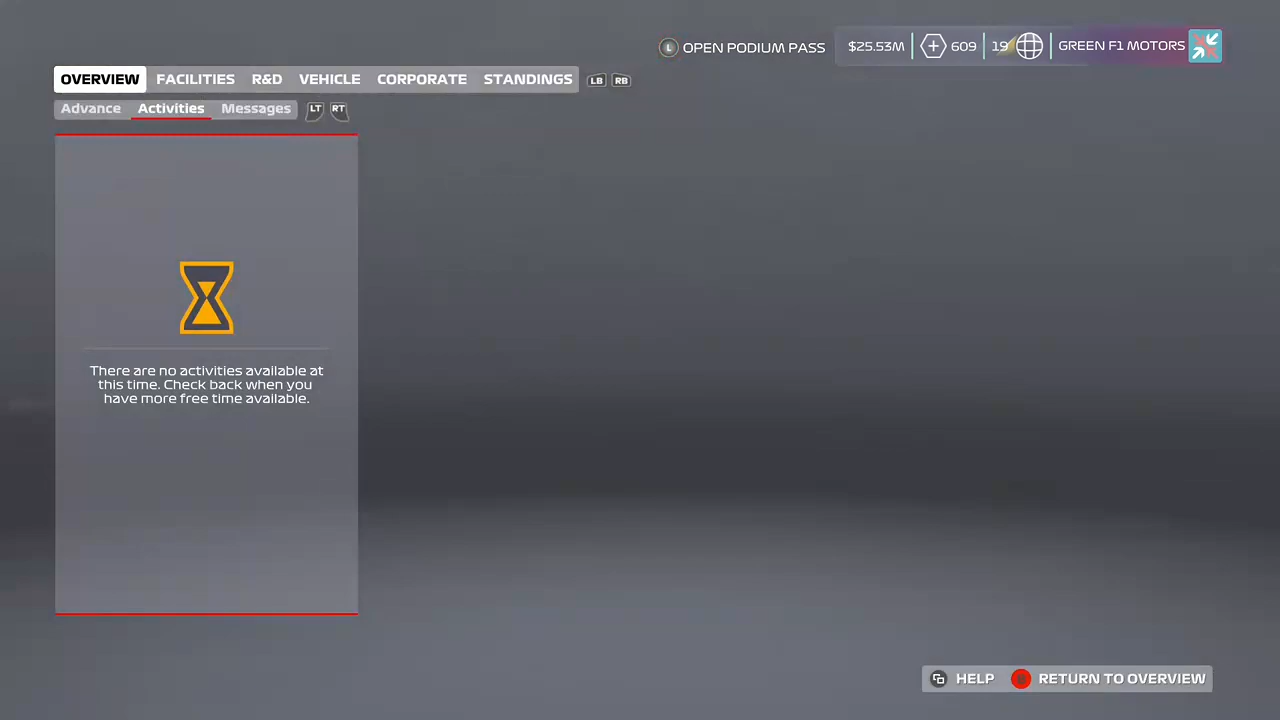 L OPEN PODIUM PASS $25.53M 609 19 GREEN F1 MOTORS
OVERVIEW FACILITIES R&D VEHICLE CORPORATE STANDINGS LB RB
Advance Activities Messages LT RT
There are no activities available at
this time. Check back when you
have more free time available.
HELP RETURN TO OVERVIEW